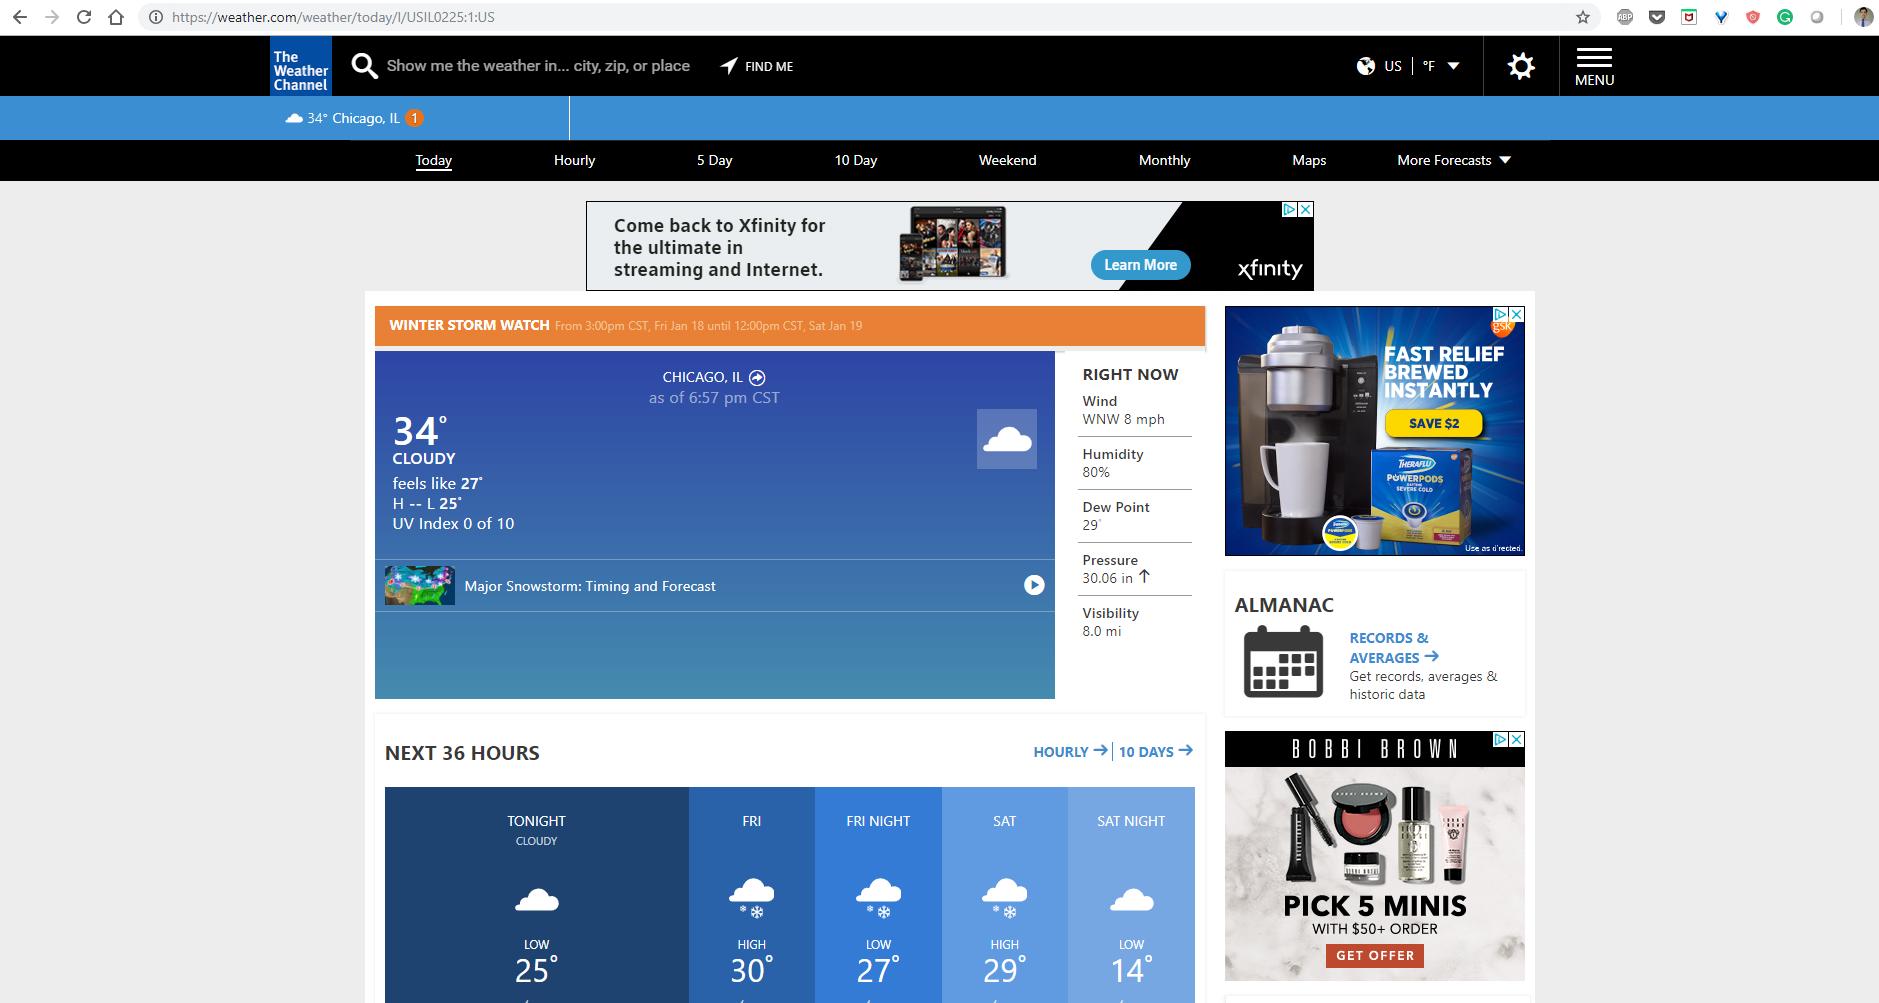 https://weather.com/weather/today/l/USIL0225:1:US
ABP
The
Weather
Channel
Show me the weather in... city, zip, or place
FIND ME
US
°F
MENU
34° Chicago, IL 1
Today
Hourly
5 Day
10 Day
Weekend
Monthly
Maps
More Forecasts
Come back to Xfinity for
the ultimate in
streaming and Internet.
Learn More
xfinity
WINTER STORM WATCH From 3:00pm CST, Fri Jan 18 until 12:00pm CST, Sat Jan 19
CHICAGO, IL
as of 6:57 pm CST
34°
CLOUDY
feels like 27°
H -- L 25°
UV Index 0 of 10
Major Snowstorm: Timing and Forecast
RIGHT NOW
Wind
WNW 8 mph
Humidity
80%
Dew Point
29°
Pressure
30.06 in ↑
Visibility
8.0 mi
gsk
FAST RELIEF
BREWED
INSTANTLY
SAVE $2
THERAFLU
POWERPODS
DAYTIME
SEVERE COLD
Use as directed.
ALMANAC
RECORDS &
AVERAGES →
Get records, averages &
historic data
NEXT 36 HOURS
HOURLY → | 10 DAYS →
TONIGHT
CLOUDY
LOW
25°
FRI
HIGH
30°
FRI NIGHT
LOW
27°
SAT
HIGH
29°
SAT NIGHT
LOW
14°
BOBBI BROWN
PICK 5 MINIS
WITH $50+ ORDER
GET OFFER